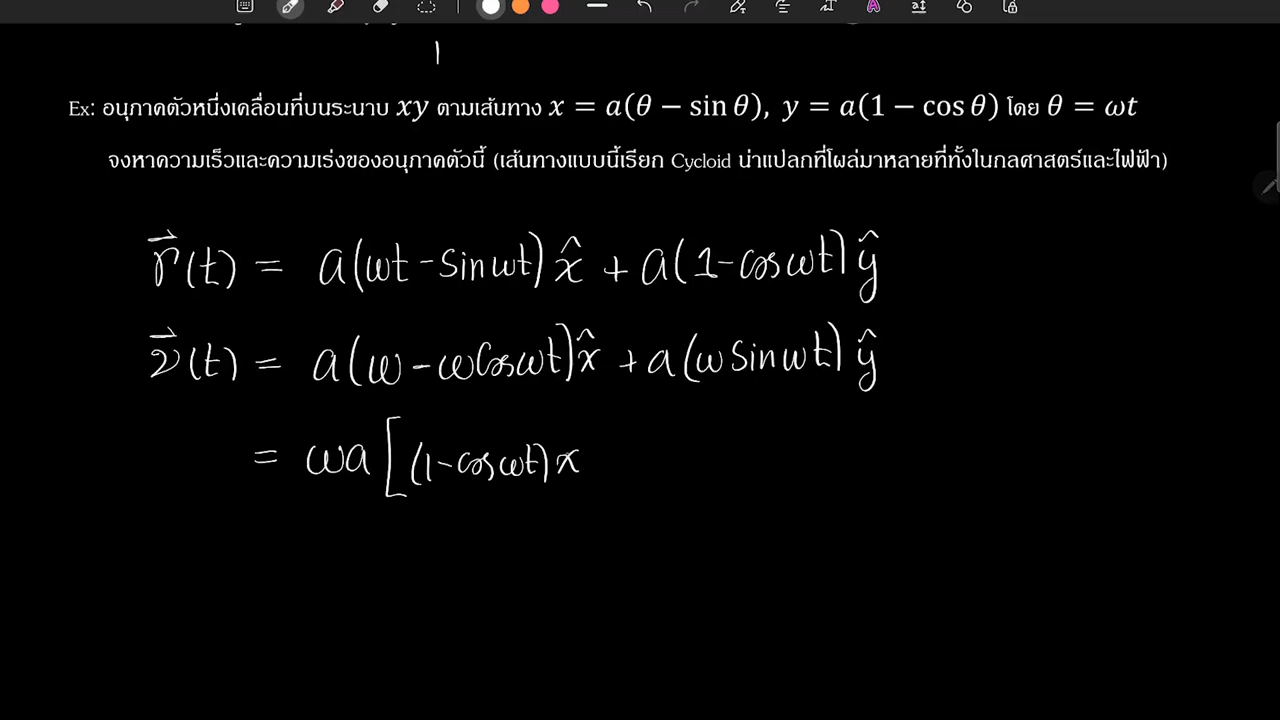 Ex: อนุภาคตัวหนึ่งเคลื่อนที่บนระนาบ xy ตามเส้นทาง x = a(θ − sin θ), y = a(1 − cos θ) โดย θ = ωt
จงหาความเร็วและความเร่งของอนุภาคตัวนี้ (เส้นทางแบบนี้เรียก Cycloid น่าแปลกที่โผล่มาหลายที่ทั้งในกลศาสตร์และไฟฟ้า)
r⃗(t) = a(ωt − sin ωt) x̂ + a(1 − cos ωt) ŷ
v⃗(t) = a(ω − ω cos ωt) x̂ + a(ω sin ωt) ŷ
= ωa [(1 − cos ωt) x